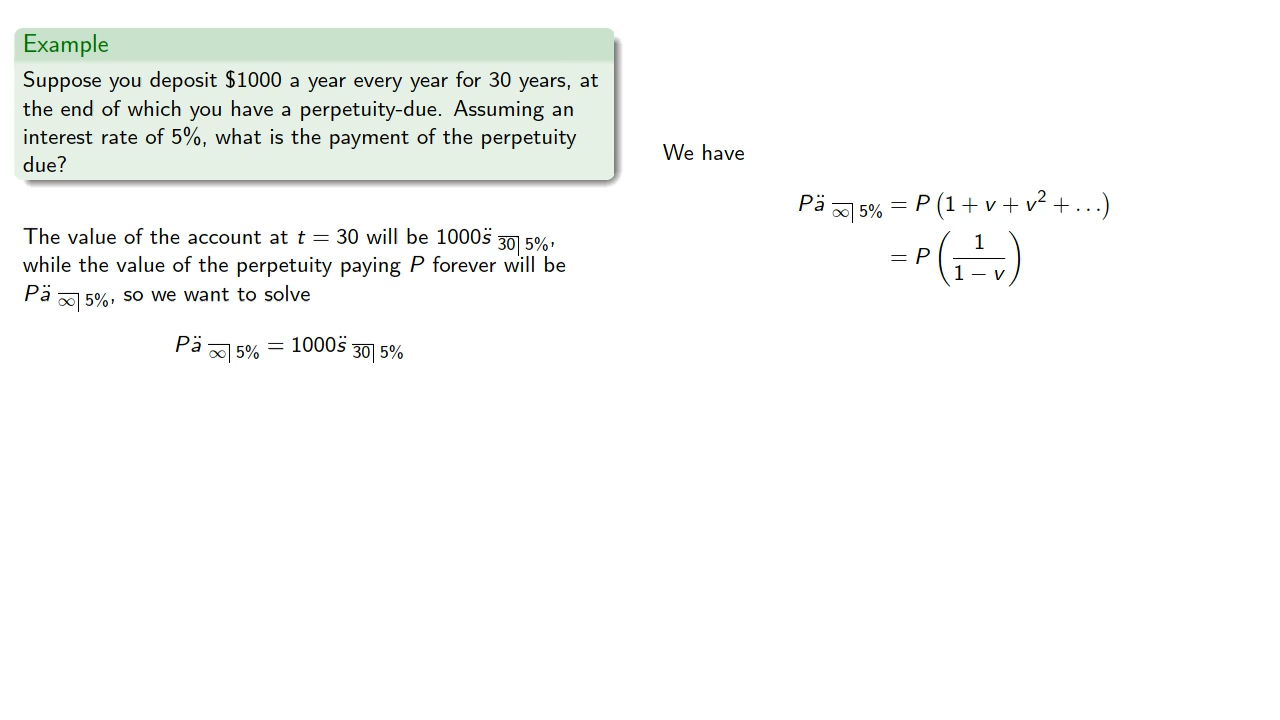 Example
Suppose you deposit $1000 a year every year for 30 years, at
the end of which you have a perpetuity-due. Assuming an
interest rate of 5%, what is the payment of the perpetuity
due?
The value of the account at t = 30 will be 1000s̈ 30⌉ 5%,
while the value of the perpetuity paying P forever will be
Pä ∞⌉ 5%, so we want to solve
Pä ∞⌉ 5% = 1000s̈ 30⌉ 5%
We have
Pä ∞⌉ 5% = P (1 + v + v² + ...)
= P (1 / (1 − v))